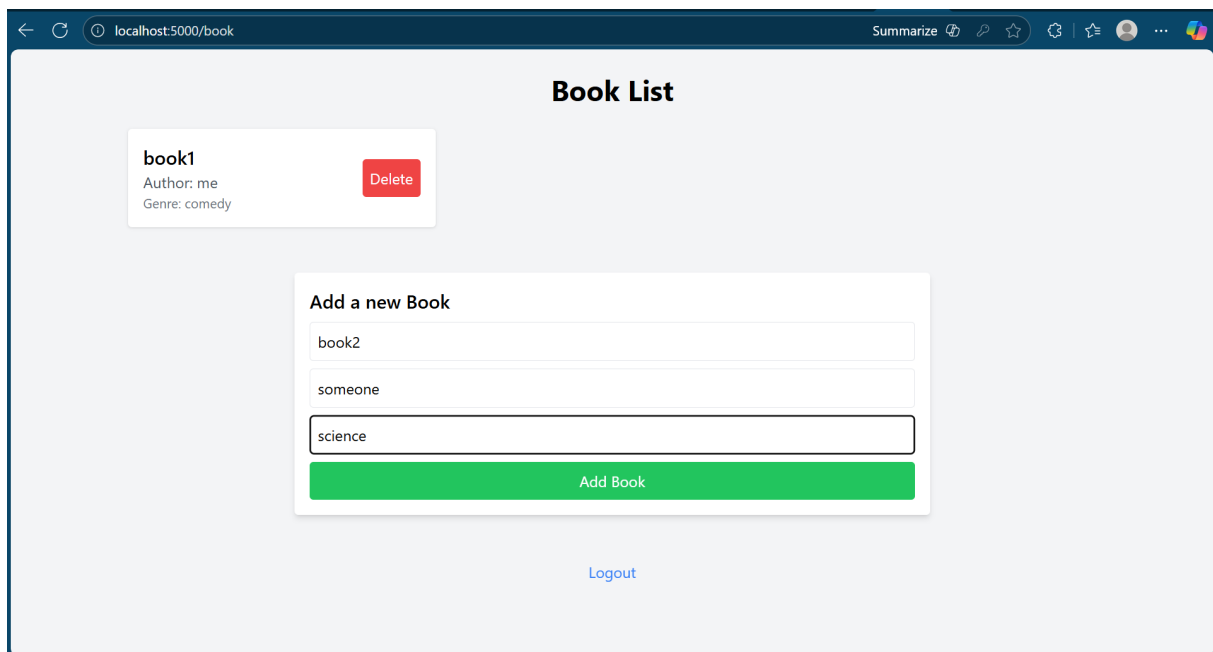 localhost:5000/book
Summarize
Book List
book1
Author: me
Genre: comedy
Delete
Add a new Book
book2
someone
science
Add Book
Logout